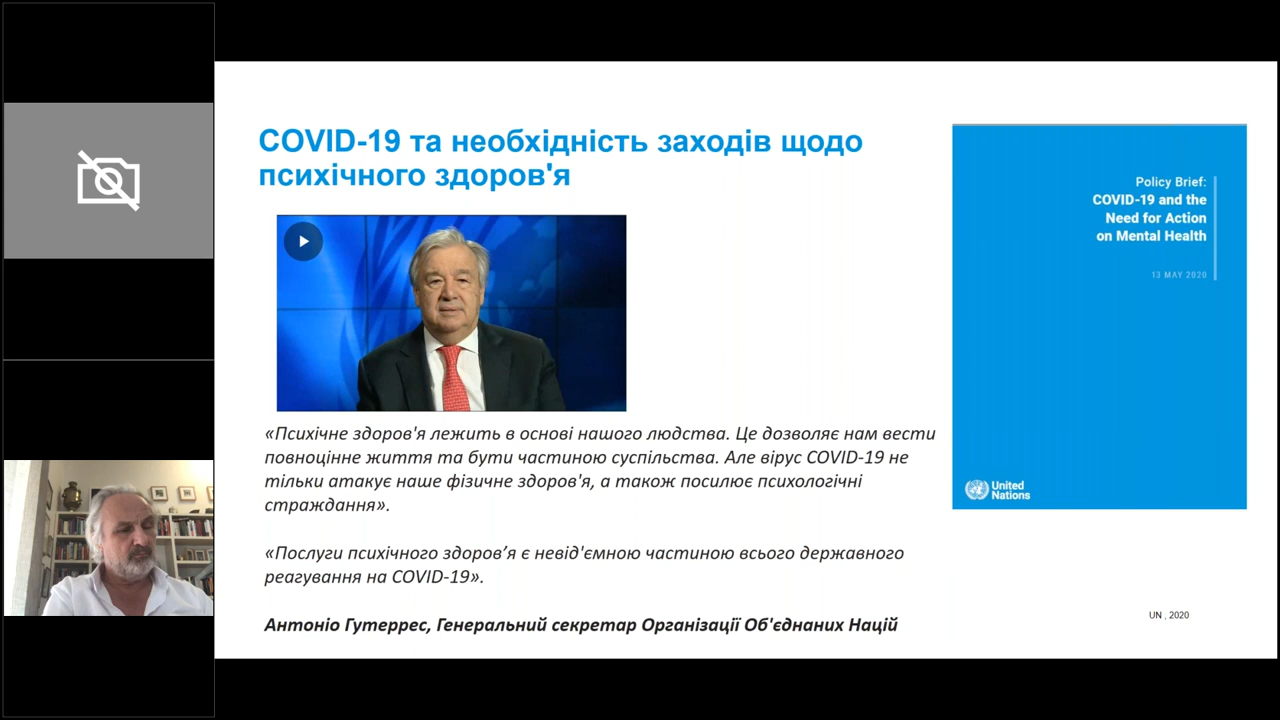 COVID-19 та необхідність заходів щодо
психічного здоров'я
«Психічне здоров'я лежить в основі нашого людства. Це дозволяє нам вести
повноцінне життя та бути частиною суспільства. Але вірус COVID-19 не
тільки атакує наше фізичне здоров'я, а також посилює психологічні
страждання».
«Послуги психічного здоров’я є невід'ємною частиною всього державного
реагування на COVID-19».
Антоніо Гутеррес, Генеральний секретар Організації Об'єднаних Націй
Policy Brief:
COVID-19 and the
Need for Action
on Mental Health
13 MAY 2020
United
Nations
UN , 2020